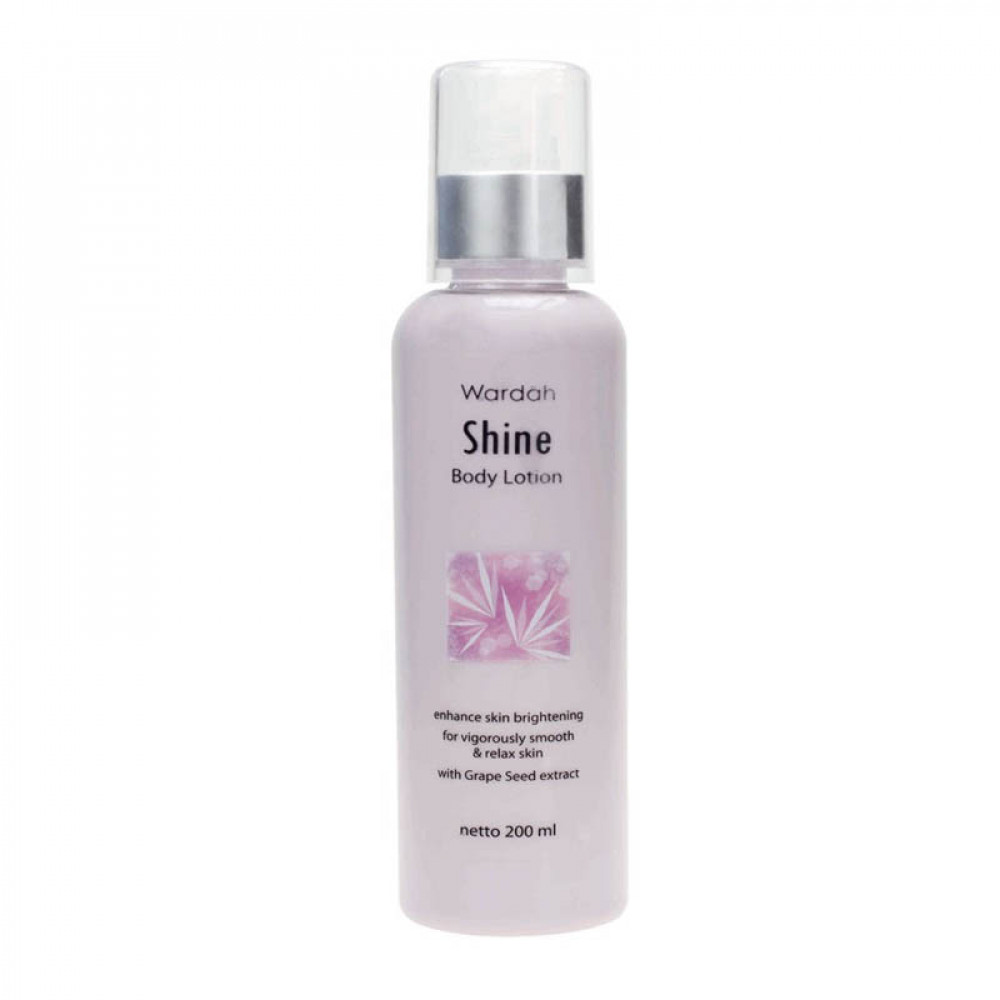 Wardah
Shine
Body Lotion
enhance skin brightening
for vigorously smooth
& relax skin
with Grape Seed extract
netto 200 ml